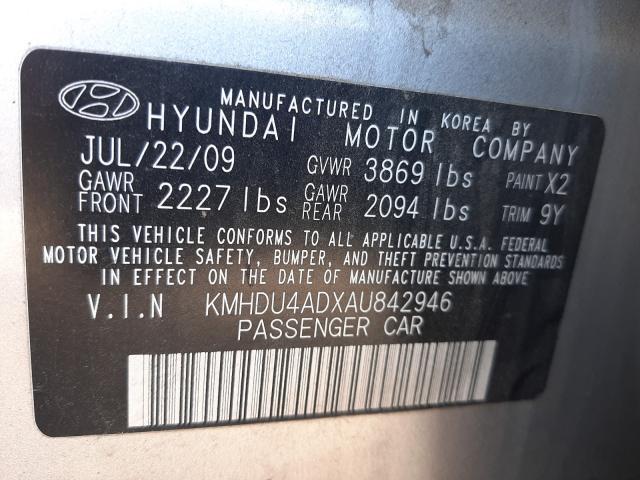 MANUFACTURED IN KOREA BY
HYUNDAI MOTOR COMPANY
JUL/22/09 GVWR 3869 lbs PAINT X2
GAWR FRONT 2227 lbs GAWR REAR 2094 lbs TRIM 9Y
THIS VEHICLE CONFORMS TO ALL APPLICABLE U.S.A. FEDERAL
MOTOR VEHICLE SAFETY, BUMPER, AND THEFT PREVENTION STANDARDS
IN EFFECT ON THE DATE OF MANUFACTURE SHOWN ABOVE.
V.I.N KMHDU4ADXAU842946
PASSENGER CAR